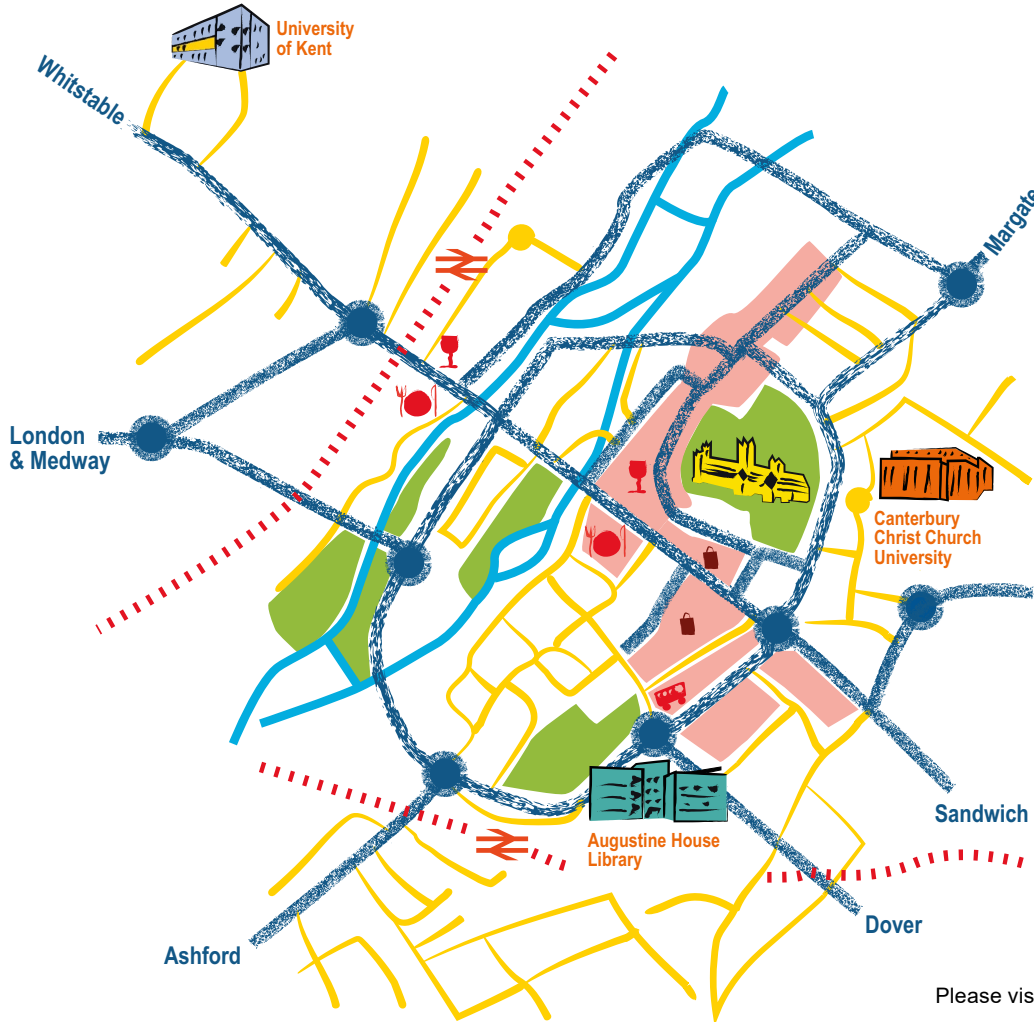 University
of Kent
Whitstable
Margate
London
& Medway
Canterbury
Christ Church
University
Sandwich
Augustine House
Library
Dover
Ashford
Please vis